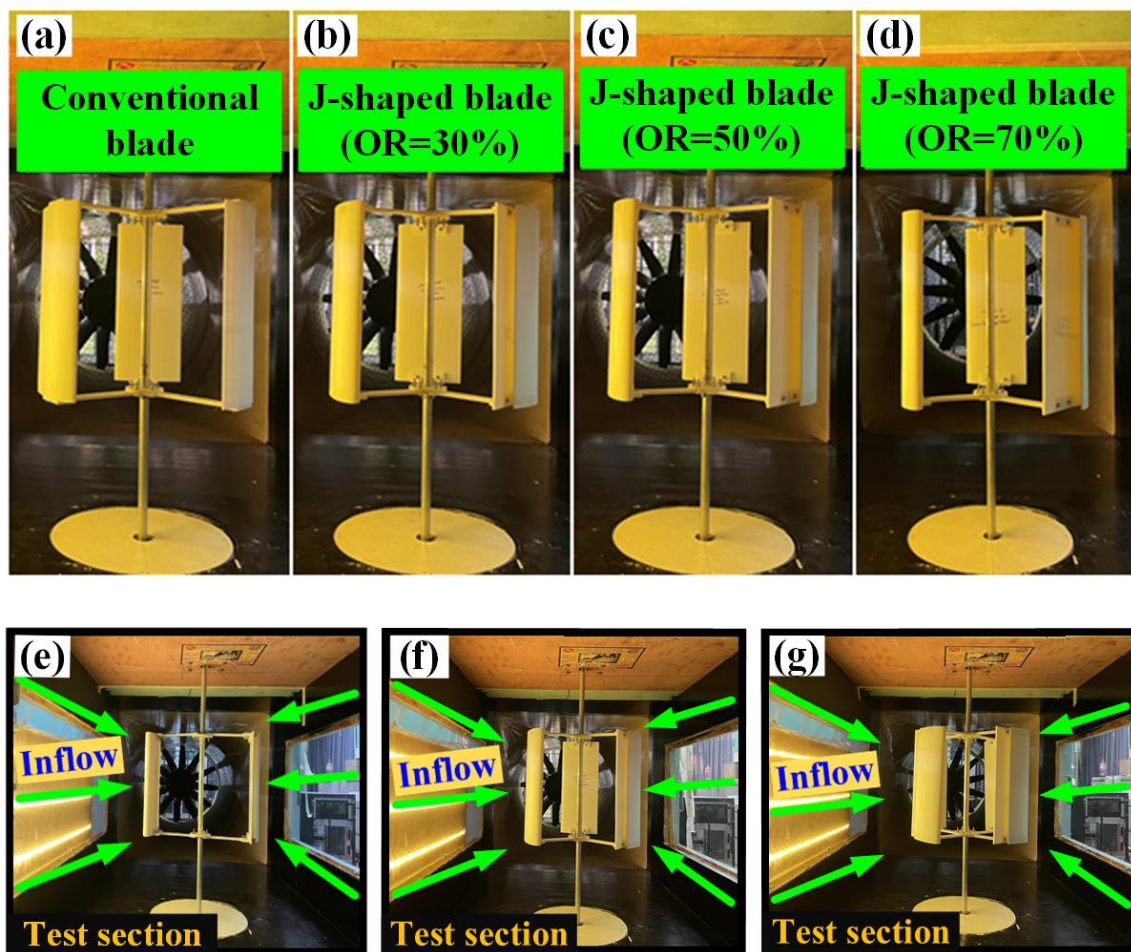 (a)
Conventional
blade
(b)
J-shaped blade
(OR=30%)
(c)
J-shaped blade
(OR=50%)
(d)
J-shaped blade
(OR=70%)
(e)
Inflow
Test section
(f)
Inflow
Test section
(g)
Inflow
Test section